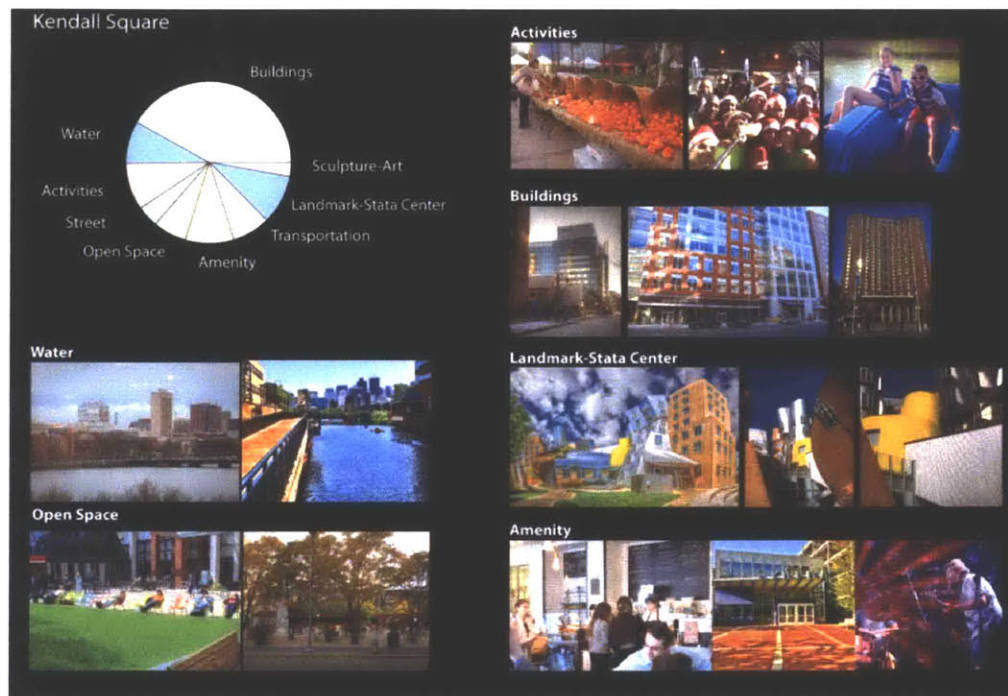 Kendall Square
Buildings
Water
Sculpture-Art
Activities
Landmark-Stata Center
Street
Transportation
Open Space
Amenity
Activities
Buildings
Water
Landmark-Stata Center
Open Space
Amenity